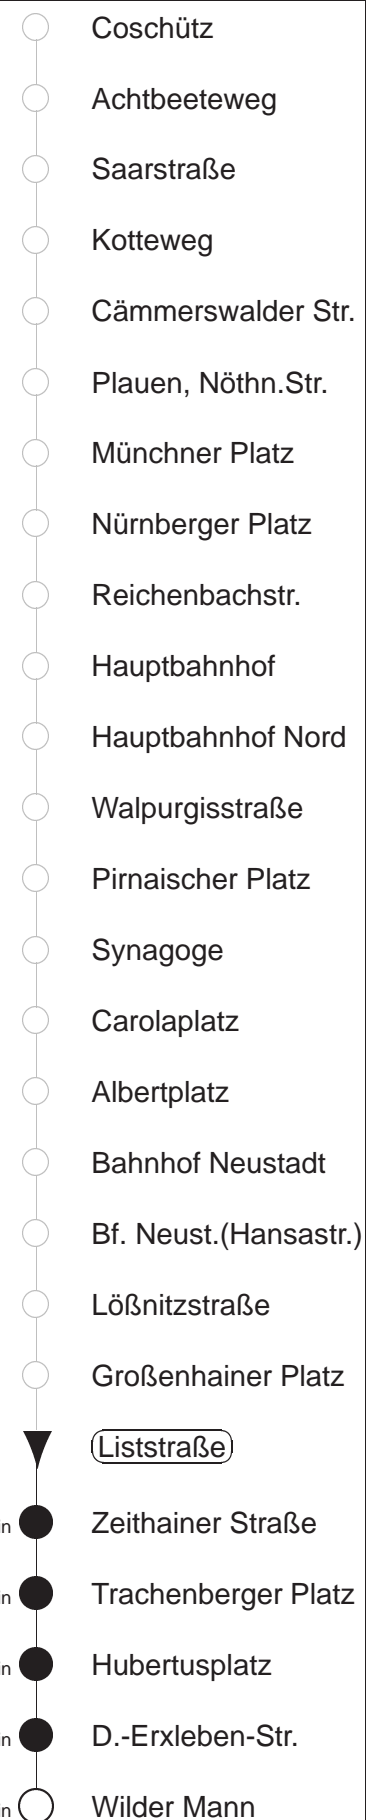 Coschütz
Achtbeeteweg
Saarstraße
Kotteweg
Cämmerswalder Str.
Plauen, Nöthn.Str.
Münchner Platz
Nürnberger Platz
Reichenbachstr.
Hauptbahnhof
Hauptbahnhof Nord
Walpurgisstraße
Pirnaischer Platz
Synagoge
Carolaplatz
Albertplatz
Bahnhof Neustadt
Bf. Neust.(Hansastr.)
Lößnitzstraße
Großenhainer Platz
Liststraße
Zeithainer Straße
Trachenberger Platz
Hubertusplatz
D.-Erxleben-Str.
Wilder Mann